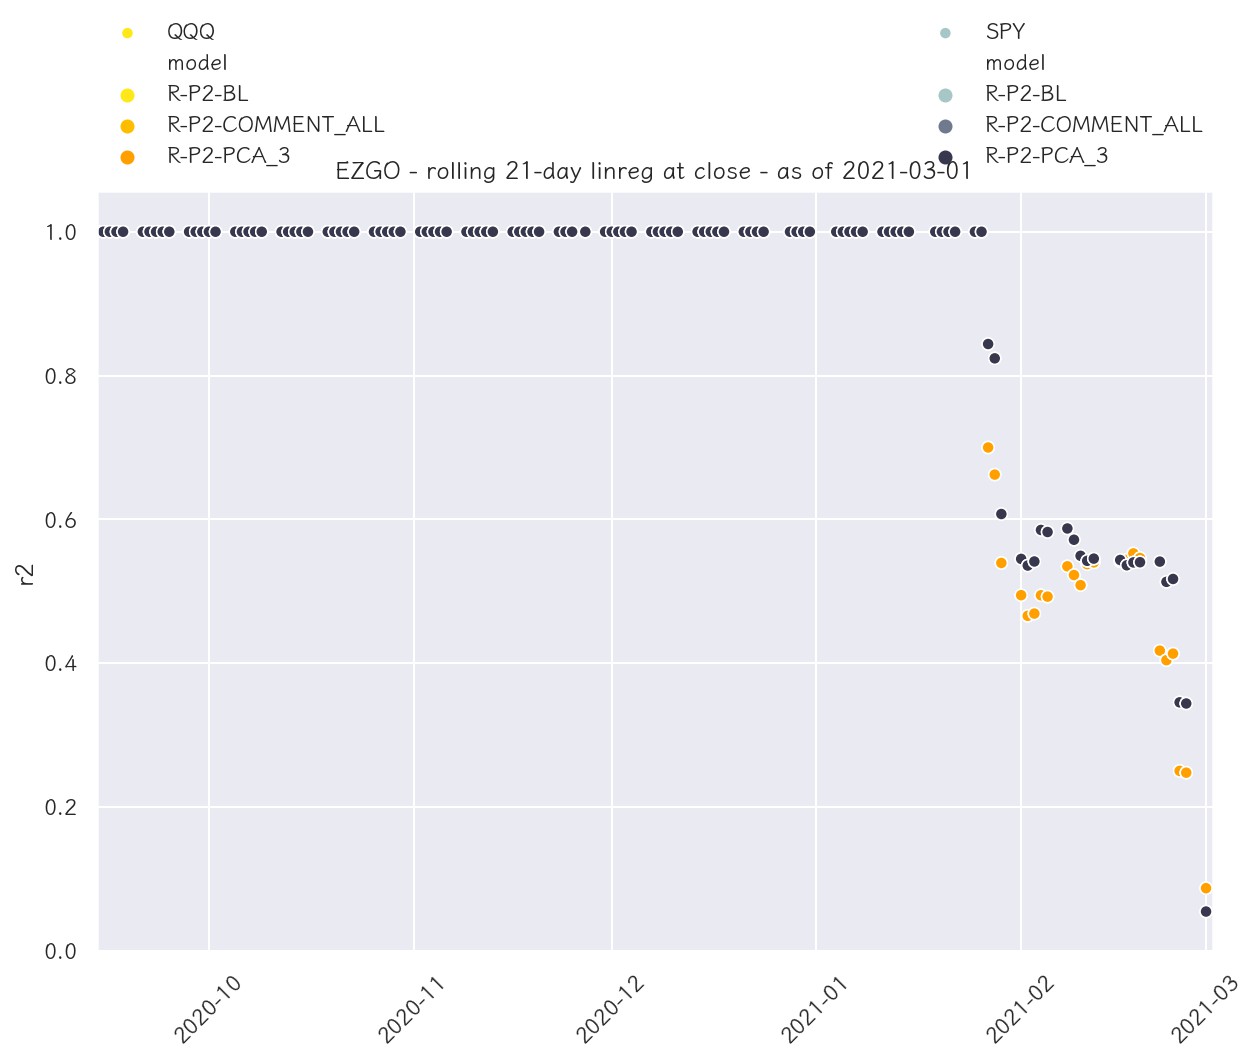 QQQ
model
R-P2-BL
R-P2-COMMENT_ALL
R-P2-PCA_3
SPY
model
R-P2-BL
R-P2-COMMENT_ALL
R-P2-PCA_3
EZGO - rolling 21-day linreg at close - as of 2021-03-01
r2
1.0
0.8
0.6
0.4
0.2
0.0
2020-10
2020-11
2020-12
2021-01
2021-02
2021-03